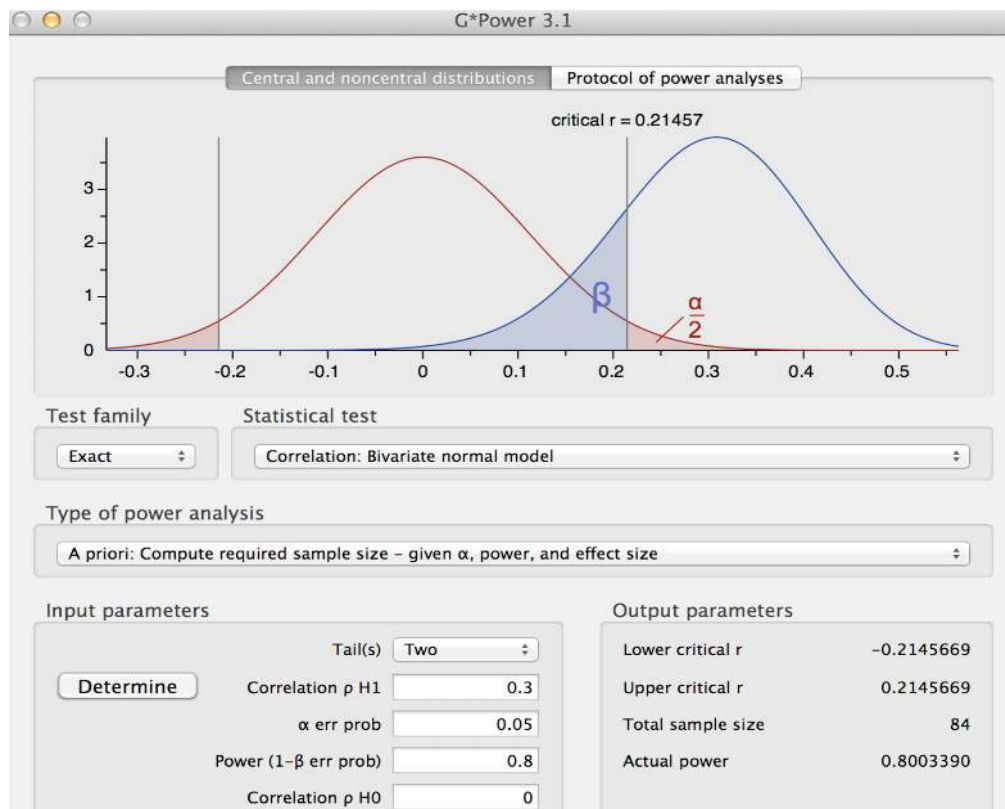 G*Power 3.1
Central and noncentral distributions
Protocol of power analyses
critical r = 0.21457
3
2
1
0
β
α
2
-0.3 -0.2 -0.1 0 0.1 0.2 0.3 0.4 0.5
Test family
Statistical test
Exact
Correlation: Bivariate normal model
Type of power analysis
A priori: Compute required sample size – given α, power, and effect size
Input parameters
Tail(s) Two
Determine
Correlation ρ H1 0.3
α err prob 0.05
Power (1-β err prob) 0.8
Correlation ρ H0 0
Output parameters
Lower critical r -0.2145669
Upper critical r 0.2145669
Total sample size 84
Actual power 0.8003390